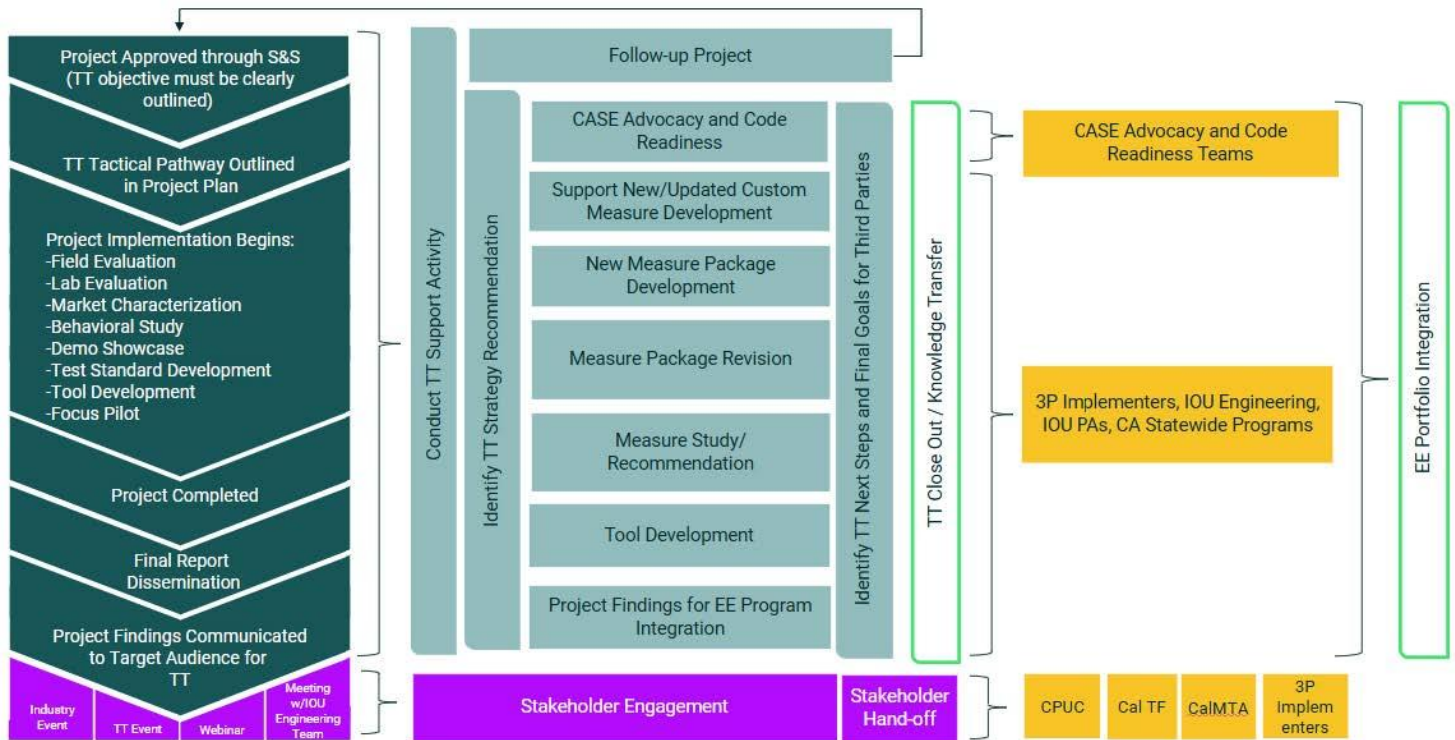 Project Approved through S&S
(TT objective must be clearly
outlined)
TT Tactical Pathway Outlined
in Project Plan
Project Implementation Begins:
-Field Evaluation
-Lab Evaluation
-Market Characterization
-Behavioral Study
-Demo Showcase
-Test Standard Development
-Tool Development
-Focus Pilot
Project Completed
Final Report
Dissemination
Project Findings Communicated
to Target Audience for
TT
Industry
Event
TT Event
Webinar
Meeting
w/IOU
Engineering
Team
Conduct TT Support Activity
Follow-up Project
Identify TT Strategy Recommendation
CASE Advocacy and Code
Readiness
Support New/Updated Custom
Measure Development
New Measure Package
Development
Measure Package Revision
Measure Study/
Recommendation
Tool Development
Project Findings for EE Program
Integration
Identify TT Next Steps and Final Goals for Third Parties
TT Close Out / Knowledge Transfer
Stakeholder Engagement
Stakeholder
Hand-off
CASE Advocacy and Code
Readiness Teams
3P Implementers, IOU Engineering,
IOU PAs, CA Statewide Programs
CPUC
Cal TF
CalMTA
3P
Implem
enters
EE Portfolio Integration